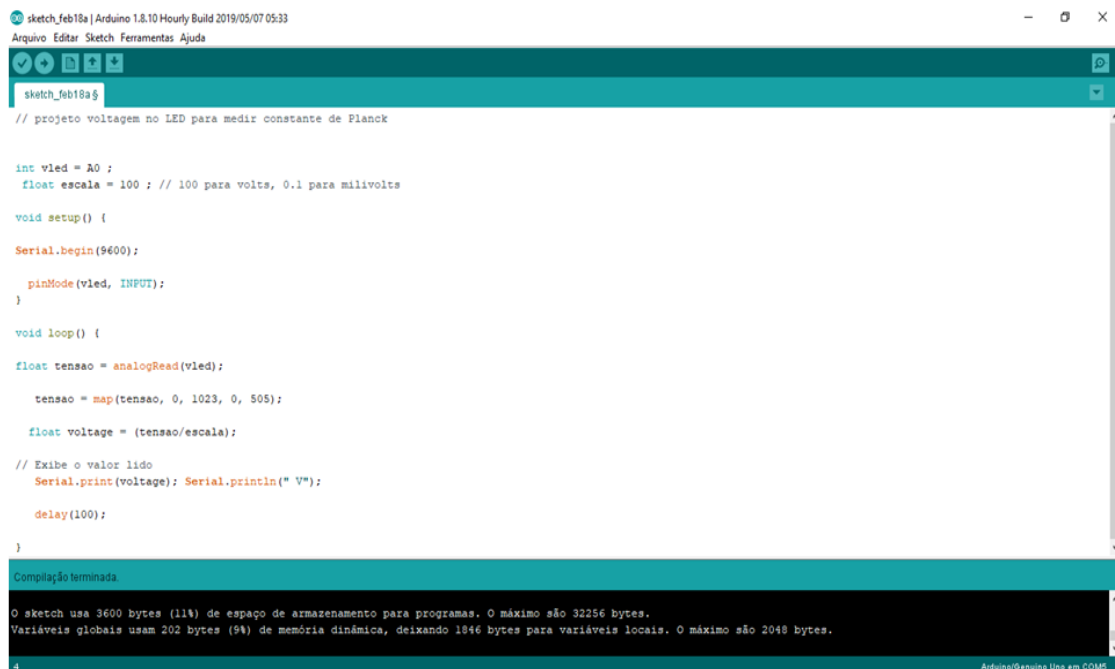 sketch_feb18a | Arduino 1.8.10 Hourly Build 2019/05/07 05:33
Arquivo Editar Sketch Ferramentas Ajuda
sketch_feb18a §
// projeto voltagem no LED para medir constante de Planck
int vled = A0 ;
float escala = 100 ; // 100 para volts, 0.1 para milivolts
void setup() {
Serial.begin(9600);
pinMode(vled, INPUT);
}
void loop() {
float tensao = analogRead(vled);
tensao = map(tensao, 0, 1023, 0, 505);
float voltage = (tensao/escala);
// Exibe o valor lido
Serial.print(voltage); Serial.println(" V");
delay(100);
}
Compilação terminada.
O sketch usa 3600 bytes (11%) de espaço de armazenamento para programas. O máximo são 32256 bytes.
Variáveis globais usam 202 bytes (9%) de memória dinâmica, deixando 1846 bytes para variáveis locais. O máximo são 2048 bytes.
4 Arduino/Genuino Uno em COM5